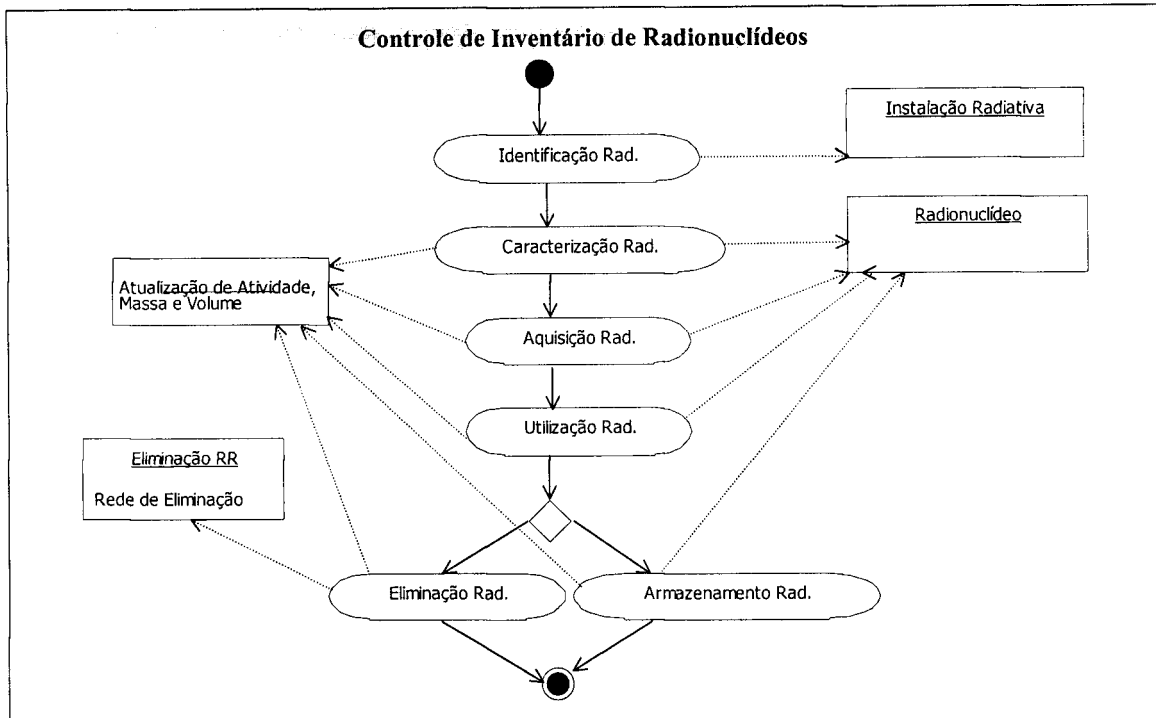 Controle de Inventário de Radionuclídeos
Instalação Radiativa
Identificação Rad.
Radionuclídeo
Caracterização Rad.
Atualização de Atividade,
Massa e Volume
Aquisição Rad.
Utilização Rad.
Eliminação RR
Rede de Eliminação
Eliminação Rad.
Armazenamento Rad.